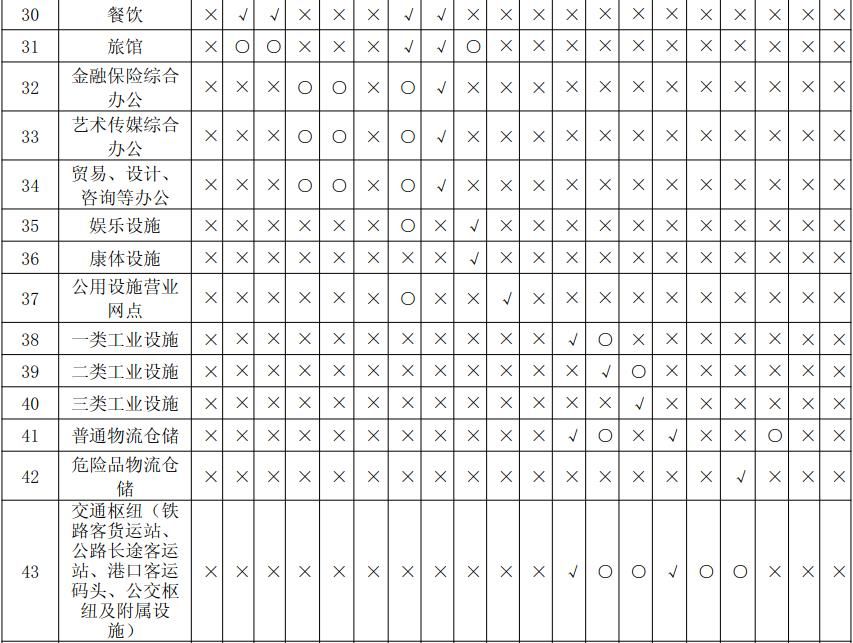 30 餐饮 × √ √ × × × √ √ × × × × × × × × × × × ×
31 旅馆 × ○ ○ × × × √ √ ○ × × × × × × × × × × ×
32 金融保险综合
办公 × × × ○ ○ × ○ √ × × × × × × × × × × × ×
33 艺术传媒综合
办公 × × × ○ ○ × ○ √ × × × × × × × × × × × ×
34 贸易、设计、
咨询等办公 × × × ○ ○ × ○ √ × × × × × × × × × × × ×
35 娱乐设施 × × × × × × ○ × √ × × × × × × × × × × ×
36 康体设施 × × × × × × × × √ × × × × × × × × × × ×
37 公用设施营业
网点 × × × × × × ○ × × √ × × × × × × × × × ×
38 一类工业设施 × × × × × × × × × × × √ ○ × × × × × × ×
39 二类工业设施 × × × × × × × × × × × × √ ○ × × × × × ×
40 三类工业设施 × × × × × × × × × × × × × √ × × × × × ×
41 普通物流仓储 × × × × × × × × × × × √ ○ × √ × × ○ × ×
42 危险品物流仓
储 × × × × × × × × × × × × × × × × √ × × ×
43 交通枢纽（铁
路客货运站、
公路长途客运
站、港口客运
码头、公交枢
纽及附属设
施） × × × × × × × × × × × √ ○ ○ √ ○ ○ × × ×